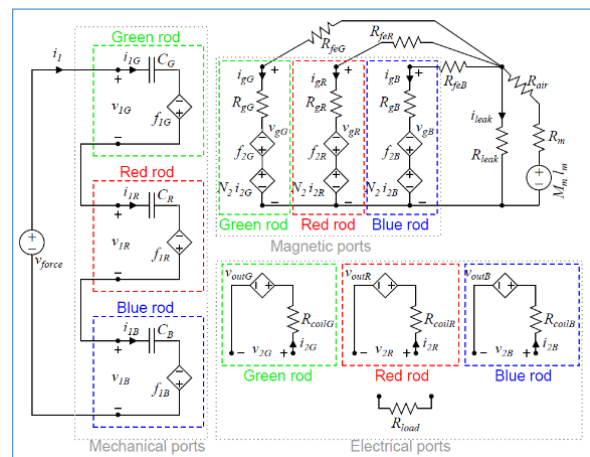 Green rod
i1
i1G
CG
v1G
f1G
Red rod
i1R
CR
v1R
f1R
vforce
Blue rod
i1B
CB
v1B
f1B
Mechanical ports
RfeG
RfeR
RfeB
Rair
igG
igR
igB
RgG
RgR
RgB
vgG
vgR
vgB
ileak
Rleak
Rm
f2G
f2R
f2B
N2 i2G
N2 i2R
N2 i2B
Mm lm
Green rod
Red rod
Blue rod
Magnetic ports
voutG
voutR
voutB
RcoilG
RcoilR
RcoilB
v2G
i2G
v2R
i2R
v2B
i2B
Green rod
Red rod
Blue rod
Rload
Electrical ports